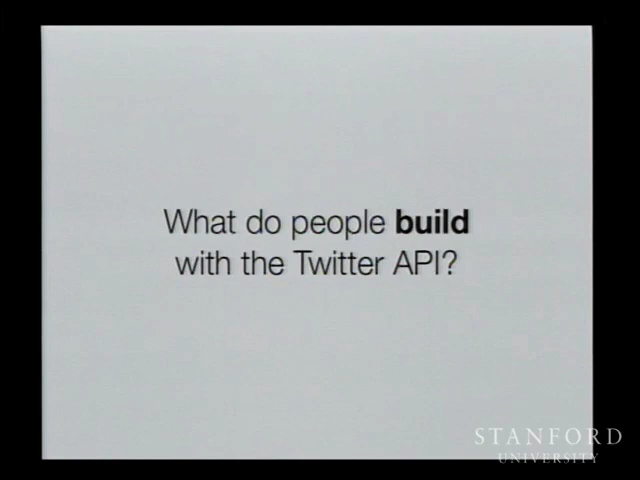 What do people build
with the Twitter API?
STANFORD
UNIVERSITY